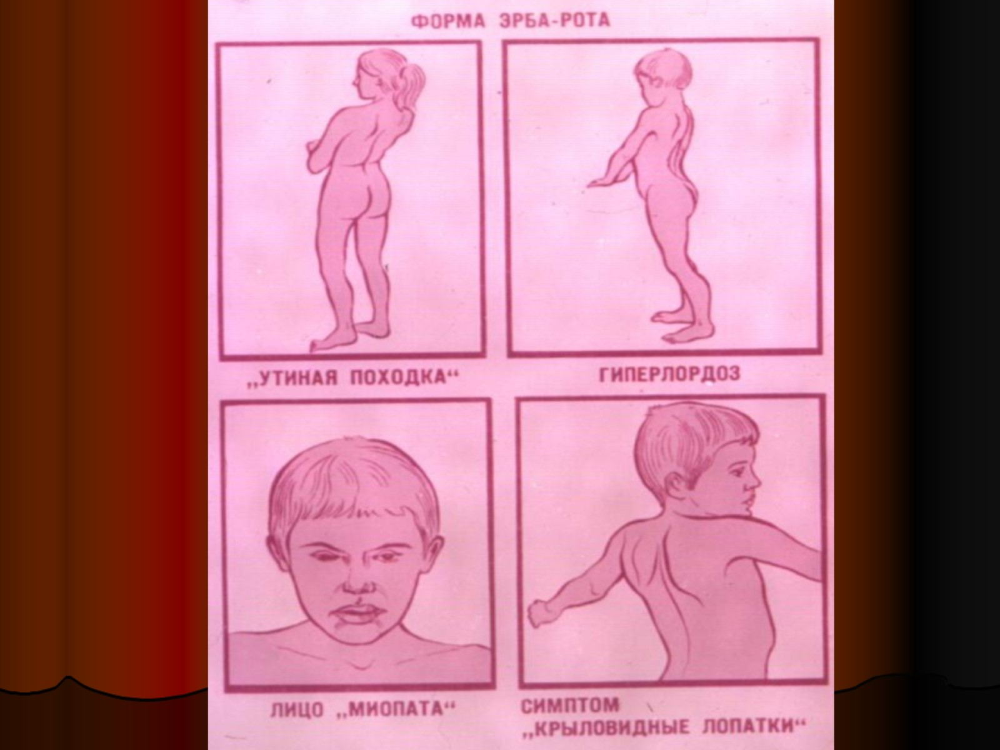 ФОРМА ЭРБА-РОТА
„УТИНАЯ ПОХОДКА“
ГИПЕРЛОРДОЗ
ЛИЦО „МИОПАТА“
СИМПТОМ
„КРЫЛОВИДНЫЕ ЛОПАТКИ“